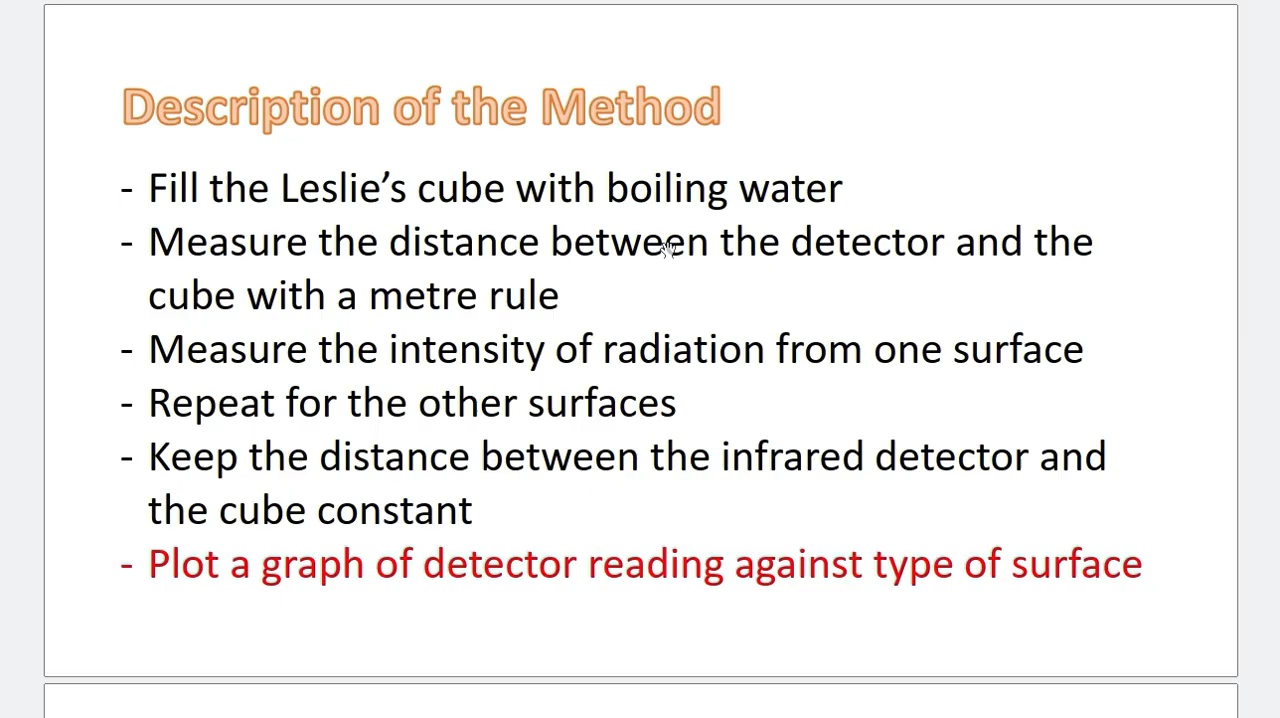 Description of the Method
- Fill the Leslie’s cube with boiling water
- Measure the distance between the detector and the
cube with a metre rule
- Measure the intensity of radiation from one surface
- Repeat for the other surfaces
- Keep the distance between the infrared detector and
the cube constant
- Plot a graph of detector reading against type of surface